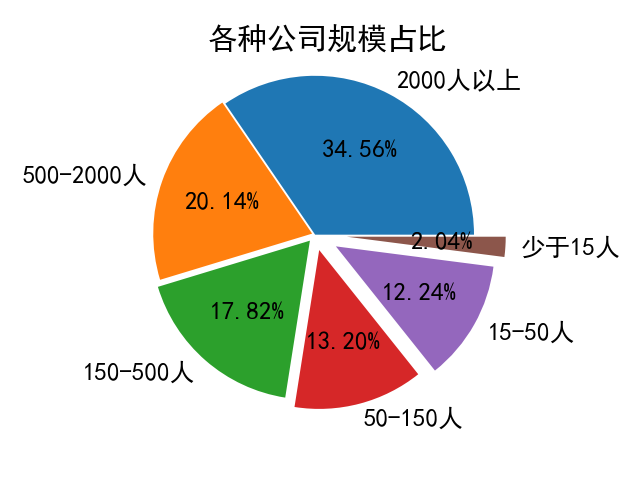 各种公司规模占比
2000人以上
34.56%
500-2000人
20.14%
2.04%
少于15人
12.24%
17.82%
15-50人
13.20%
150-500人
50-150人